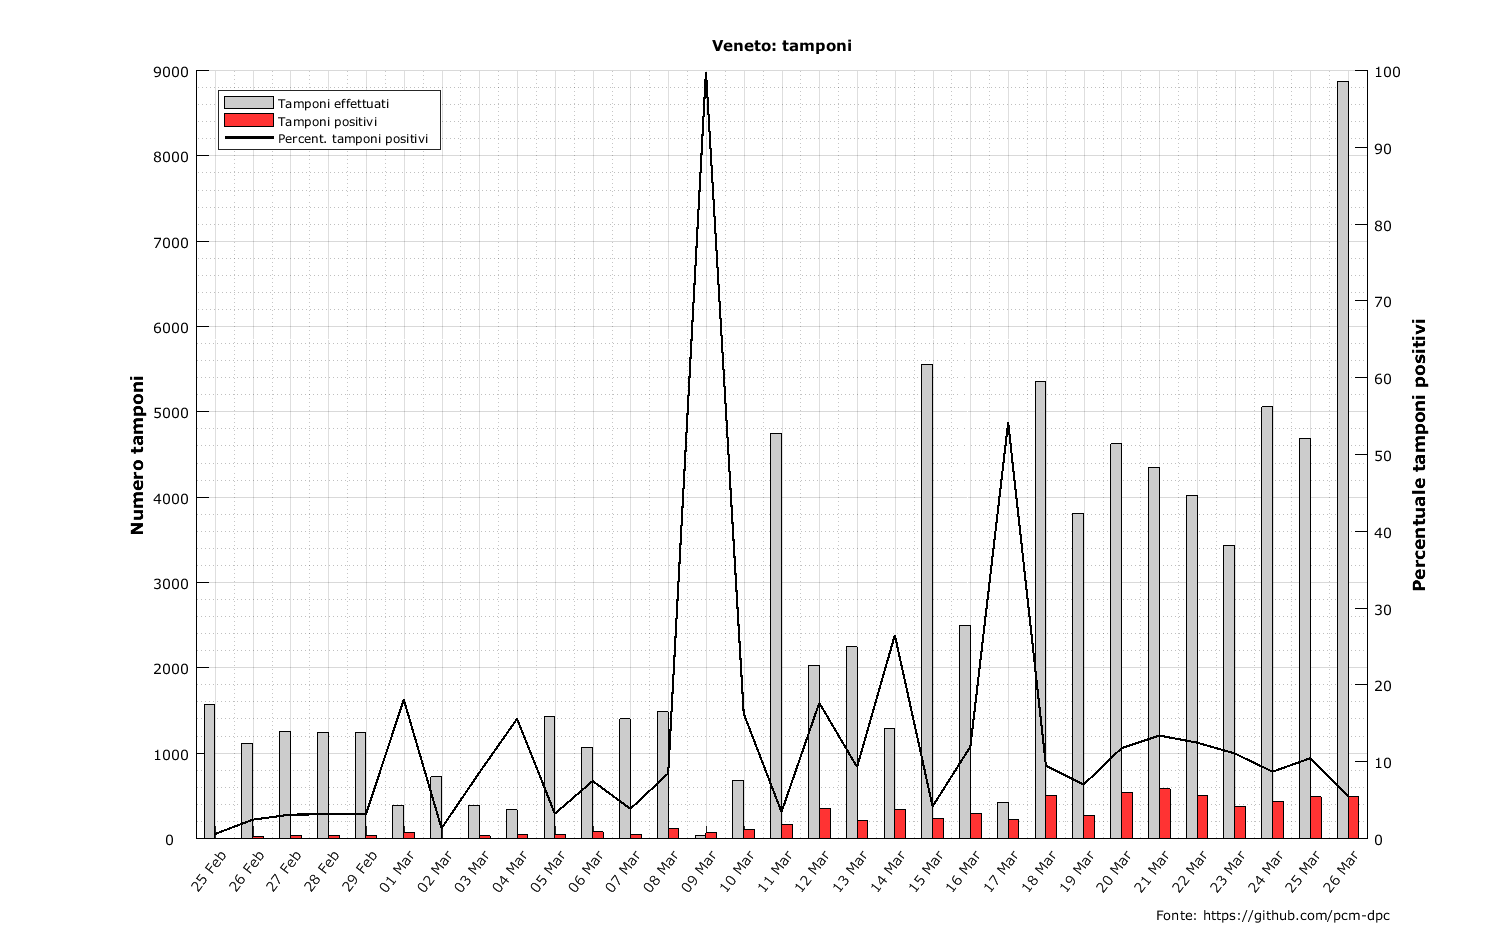 Veneto: tamponi
Tamponi effettuati
Tamponi positivi
Percent. tamponi positivi
Numero tamponi
9000
8000
7000
6000
5000
4000
3000
2000
1000
0
100
90
80
70
60
50
40
30
20
10
0
Percentuale tamponi positivi
25 Feb
26 Feb
27 Feb
28 Feb
29 Feb
01 Mar
02 Mar
03 Mar
04 Mar
05 Mar
06 Mar
07 Mar
08 Mar
09 Mar
10 Mar
11 Mar
12 Mar
13 Mar
14 Mar
15 Mar
16 Mar
17 Mar
18 Mar
19 Mar
20 Mar
21 Mar
22 Mar
23 Mar
24 Mar
25 Mar
26 Mar
Fonte: https://github.com/pcm-dpc